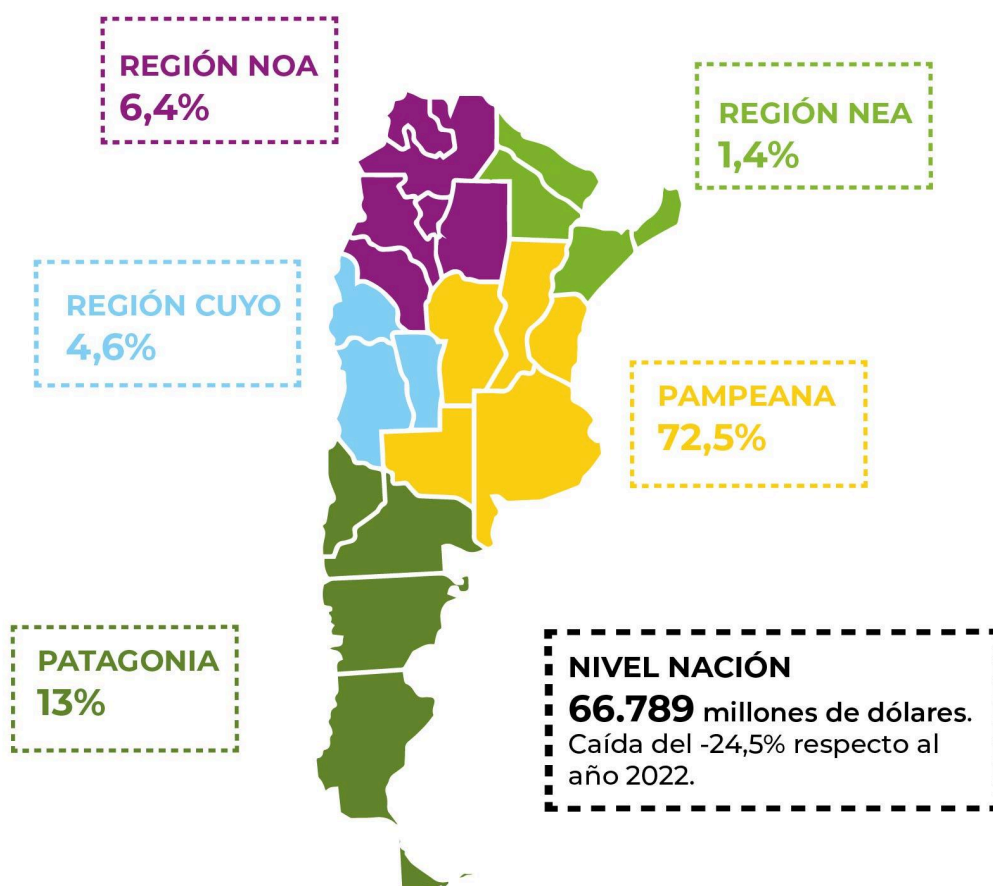 REGIÓN NOA
6,4%
REGIÓN NEA
1,4%
REGIÓN CUYO
4,6%
PAMPEANA
72,5%
PATAGONIA
13%
NIVEL NACIÓN
66.789 millones de dólares.
Caída del -24,5% respecto al
año 2022.